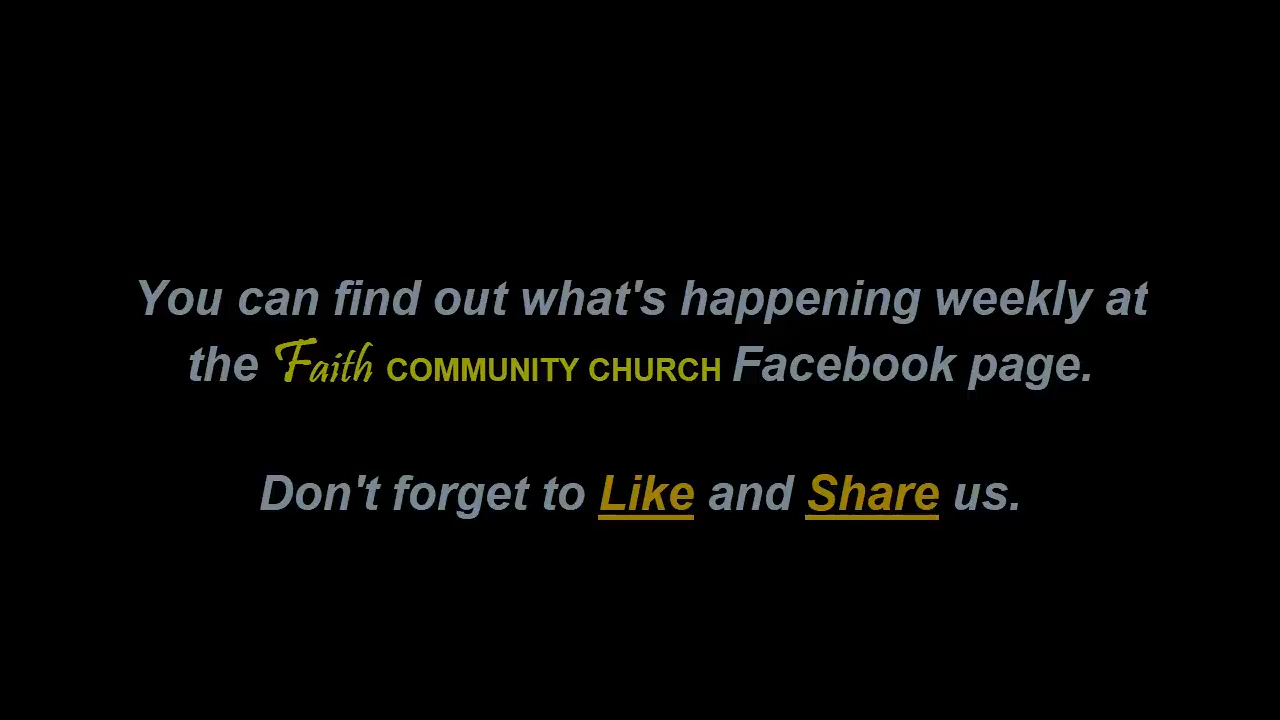 You can find out what's happening weekly at
the Faith COMMUNITY CHURCH Facebook page.
Don't forget to Like and Share us.